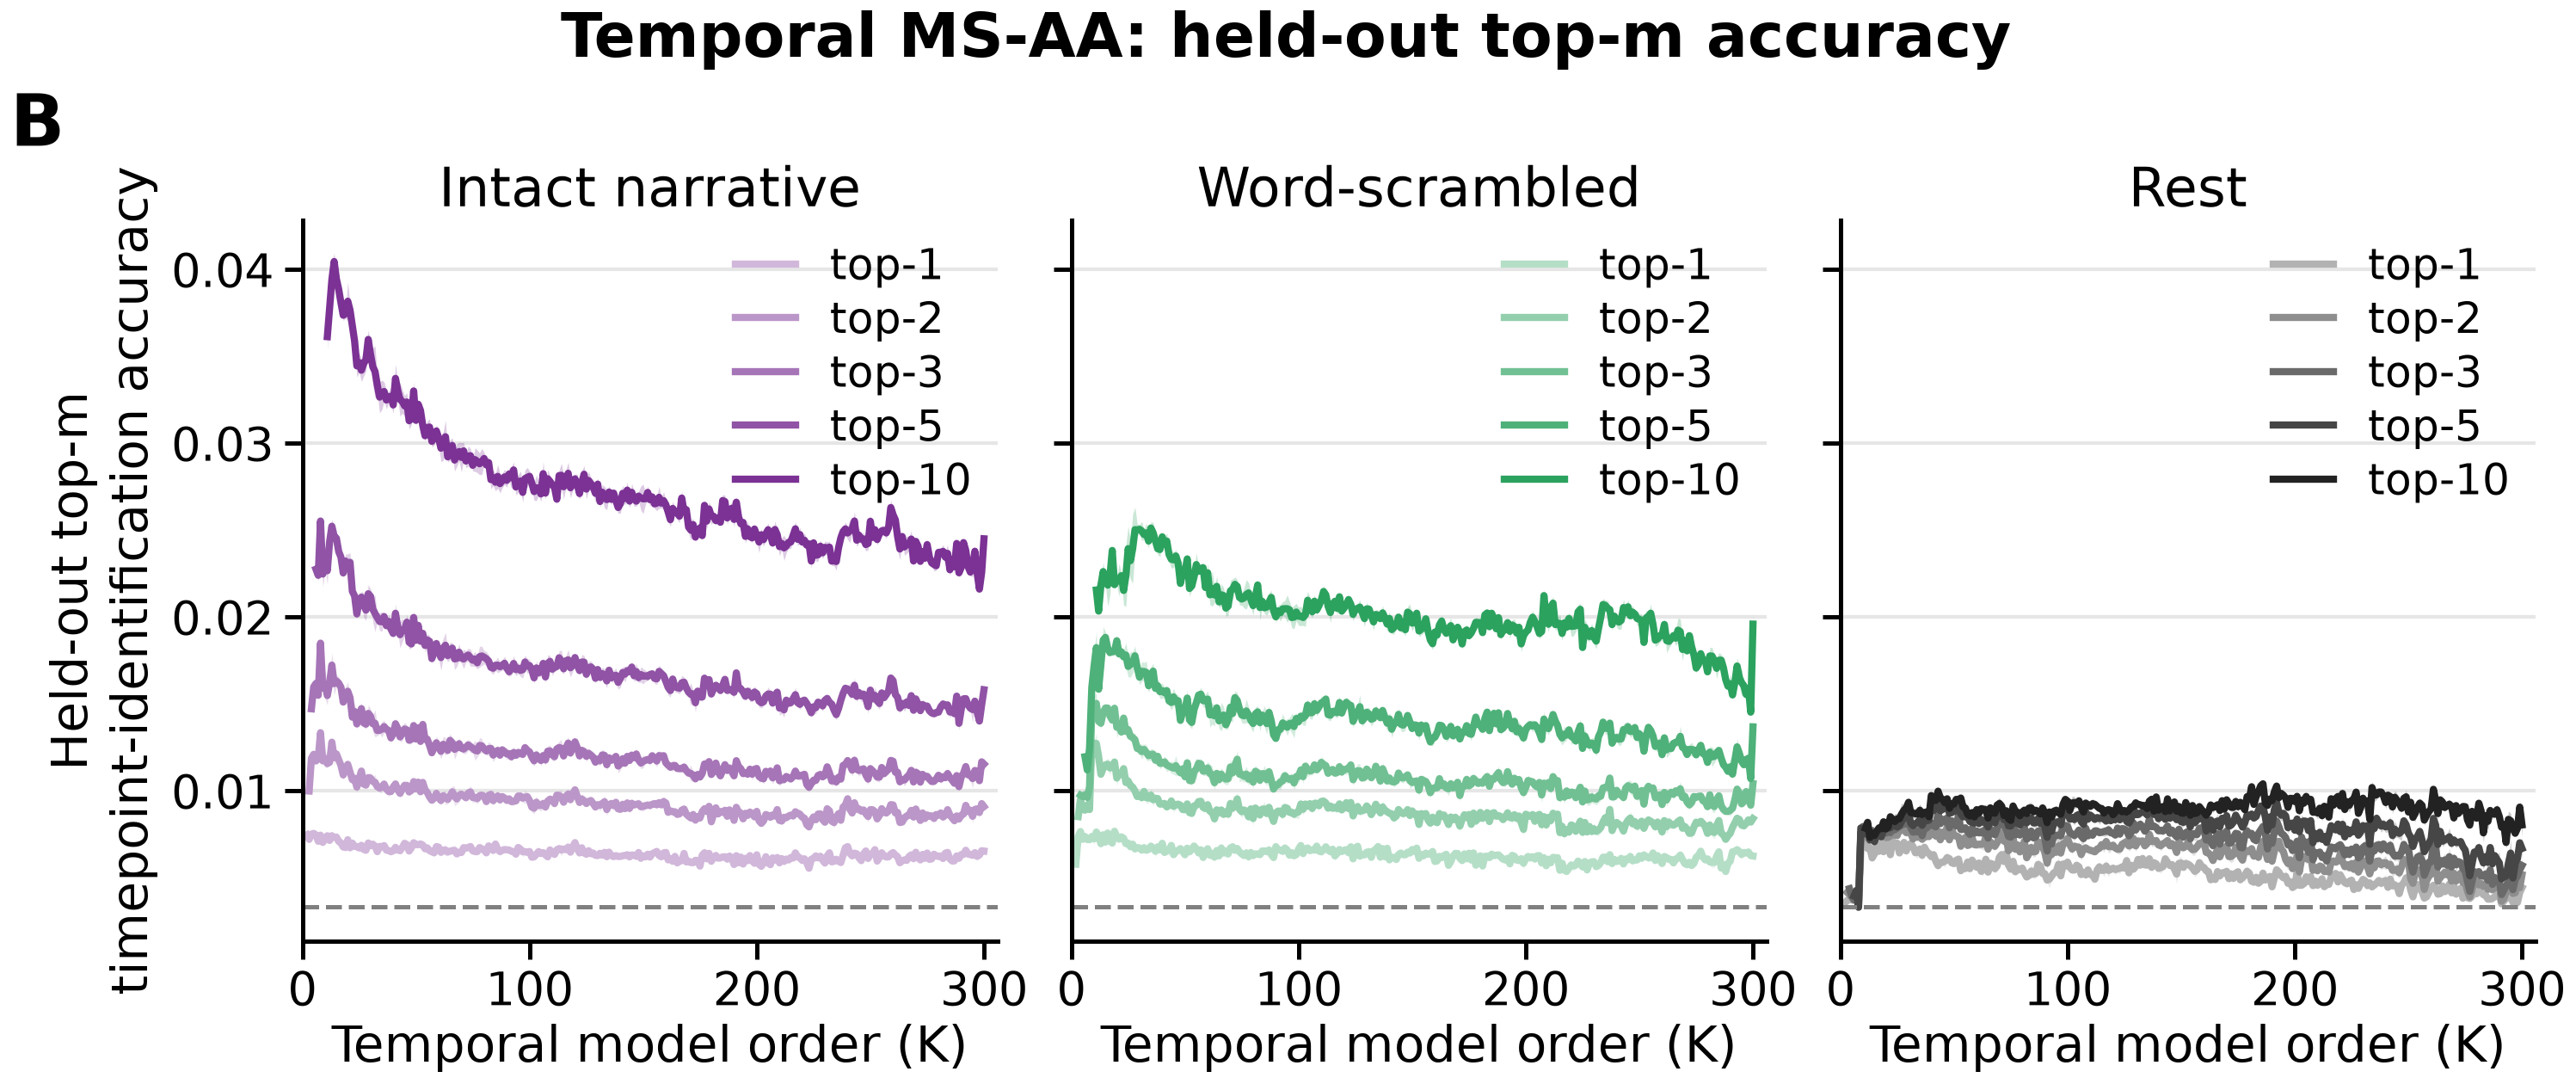 Temporal MS-AA: held-out top-m accuracy
B
Held-out top-m
timepoint-identification accuracy
Intact narrative
0.04
0.03
0.02
0.01
top-1
top-2
top-3
top-5
top-10
0 100 200 300
Temporal model order (K)
Word-scrambled
top-1
top-2
top-3
top-5
top-10
0 100 200 300
Temporal model order (K)
Rest
top-1
top-2
top-3
top-5
top-10
0 100 200 300
Temporal model order (K)